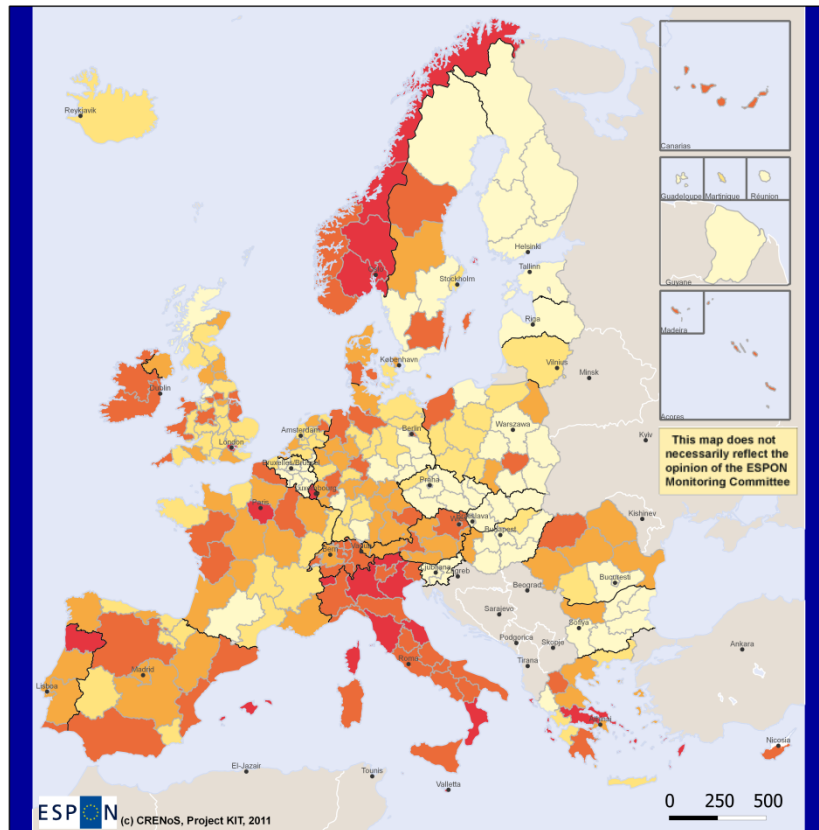 Reykjavik
Canarias
Guadeloupe
Martinique
Réunion
Guyane
Helsinki
Tallinn
Stockholm
Riga
Madeira
Acores
København
Vilnius
Minsk
Dublin
London
Amsterdam
Berlin
Warszawa
Kyiv
This map does not
necessarily reflect the
opinion of the ESPON
Monitoring Committee
Bruxelles/Brussel
Luxembourg
Praha
Paris
Kishinev
Budapest
Bern
Ljubljana
Zagreb
Bucuresti
Beograd
Sarajevo
Sofiya
Podgorica
Skopje
Ankara
Tirana
Roma
Madrid
Lisboa
Nicosia
El-Jazair
Tounis
Valletta
ESPON
(c) CRENoS, Project KIT, 2011
0 250 500